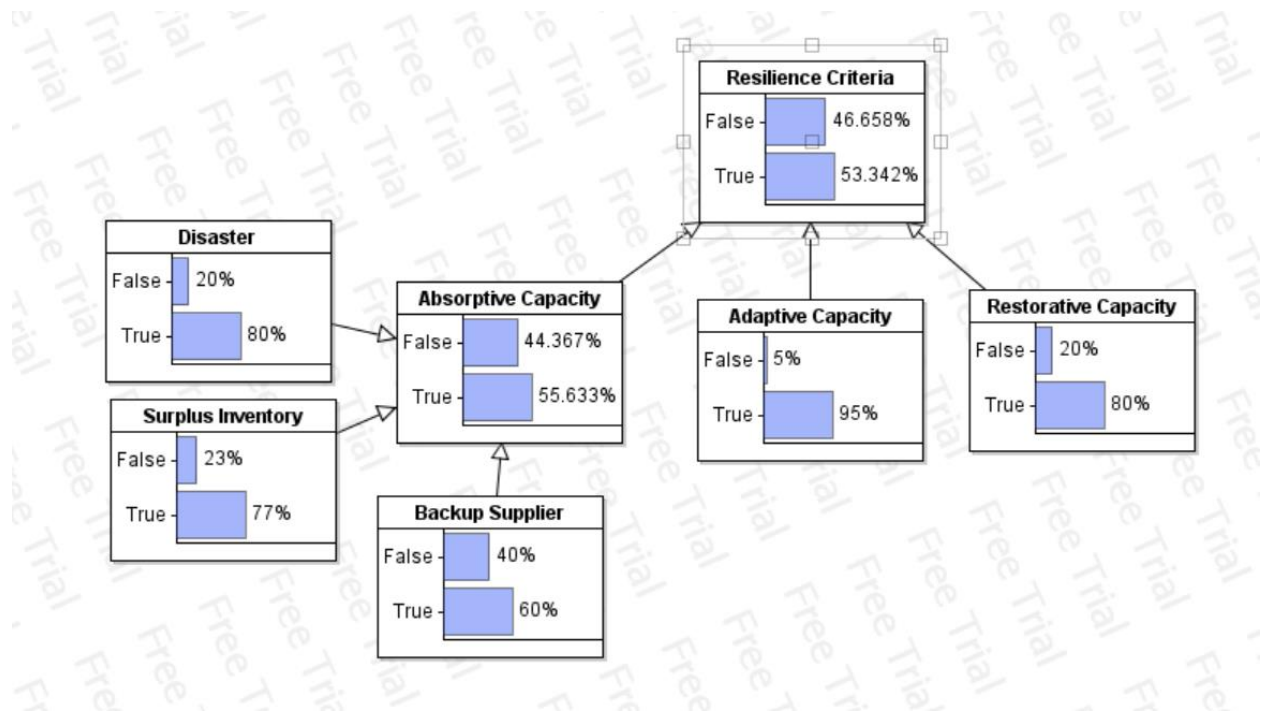 Resilience Criteria
False 46.658%
True 53.342%
Disaster
False 20%
True 80%
Absorptive Capacity
False 44.367%
True 55.633%
Adaptive Capacity
False 5%
True 95%
Restorative Capacity
False 20%
True 80%
Surplus Inventory
False 23%
True 77%
Backup Supplier
False 40%
True 60%
Free Trial